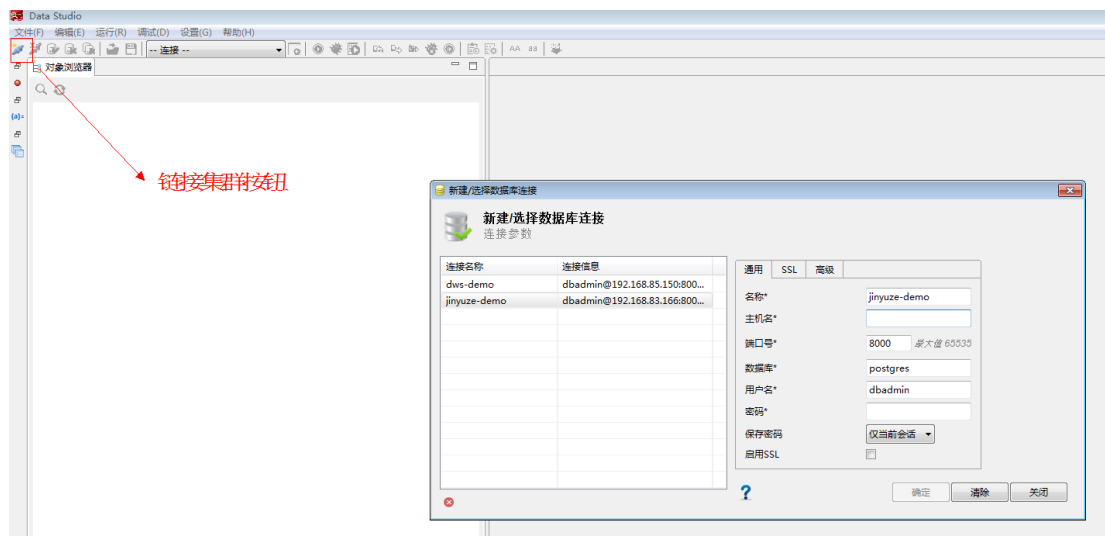 Data Studio
文件(F) 编辑(E) 运行(R) 调试(D) 设置(G) 帮助(H)
-- 连接 --
对象浏览器
(a)=
链接集群按钮
新建/选择数据库连接
新建/选择数据库连接
连接参数
连接名称 连接信息
dws-demo dbadmin@192.168.85.150:800...
jinyuze-demo dbadmin@192.168.83.166:800...
通用 SSL 高级
名称* jinyuze-demo
主机名*
端口号* 8000 最大值 65535
数据库* postgres
用户名* dbadmin
密码*
保存密码 仅当前会话
启用SSL
? 确定 清除 关闭